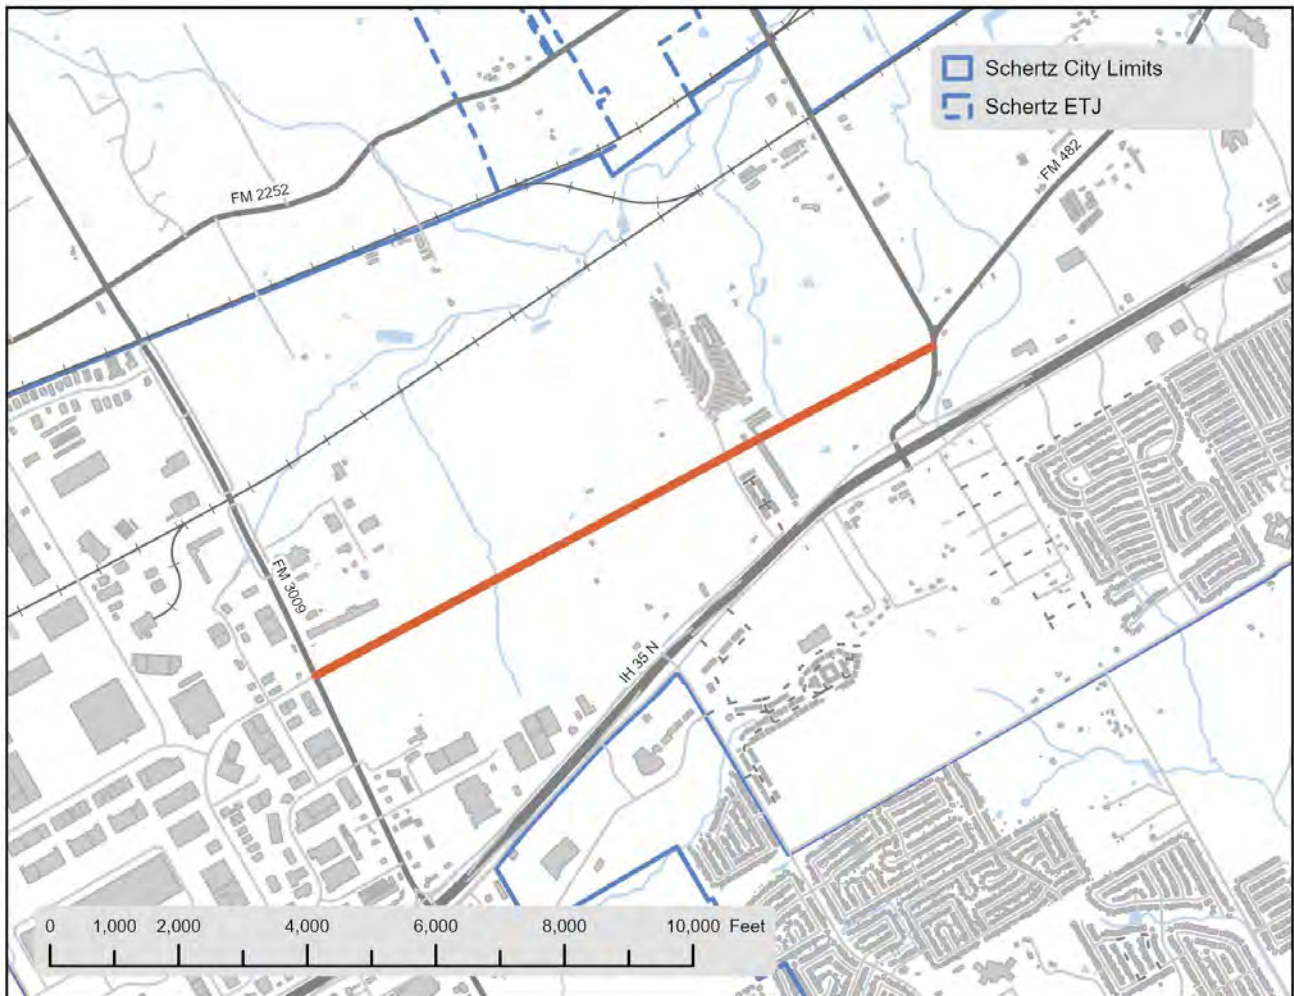 Schertz City Limits
Schertz ETJ
FM 482
FM 2252
FM 3009
IH 35 N
0 1,000 2,000 4,000 6,000 8,000 10,000 Feet